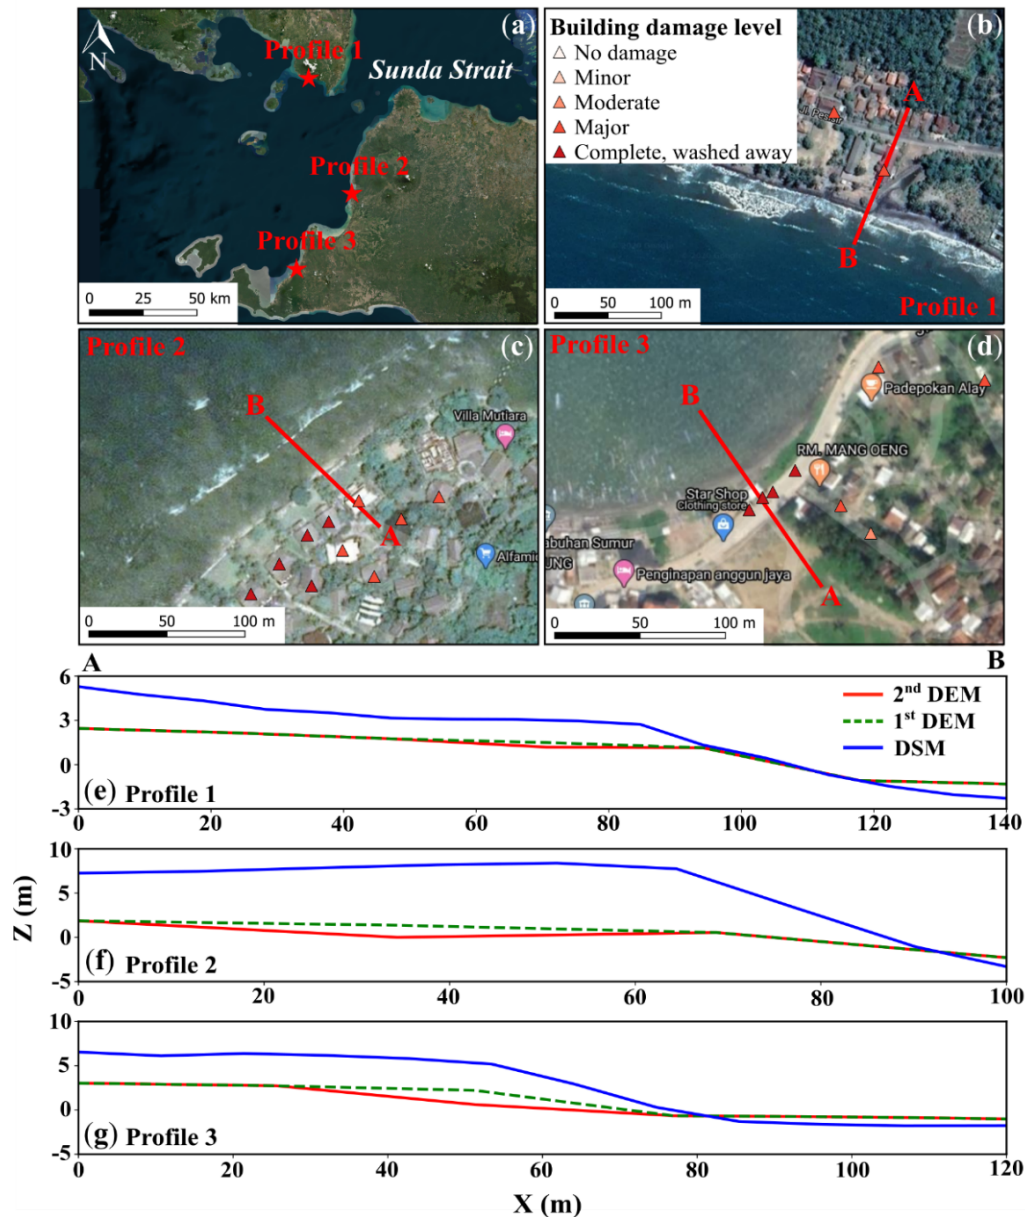 (a)
N
Profile 1
Sunda Strait
Profile 2
Profile 3
0 25 50 km
Building damage level
No damage
Minor
Moderate
Major
Complete, washed away
(b)
A
B
0 50 100 m
Profile 1
Profile 2
(c)
B
Villa Mutiara
A
Alfami
0 50 100 m
Profile 3
(d)
B
Padepokan Alay
RM. MANG OENG
Star Shop
Clothing store
abuhan Sumur
UNG
Penginapan anggun jaya
A
0 50 100 m
A B
6
3
0
-3
2nd DEM
1st DEM
DSM
(e) Profile 1
0 20 40 60 80 100 120 140
10
5
0
-5
(f) Profile 2
0 20 40 60 80 100
Z (m)
10
5
0
-5
(g) Profile 3
0 20 40 60 80 100 120
X (m)